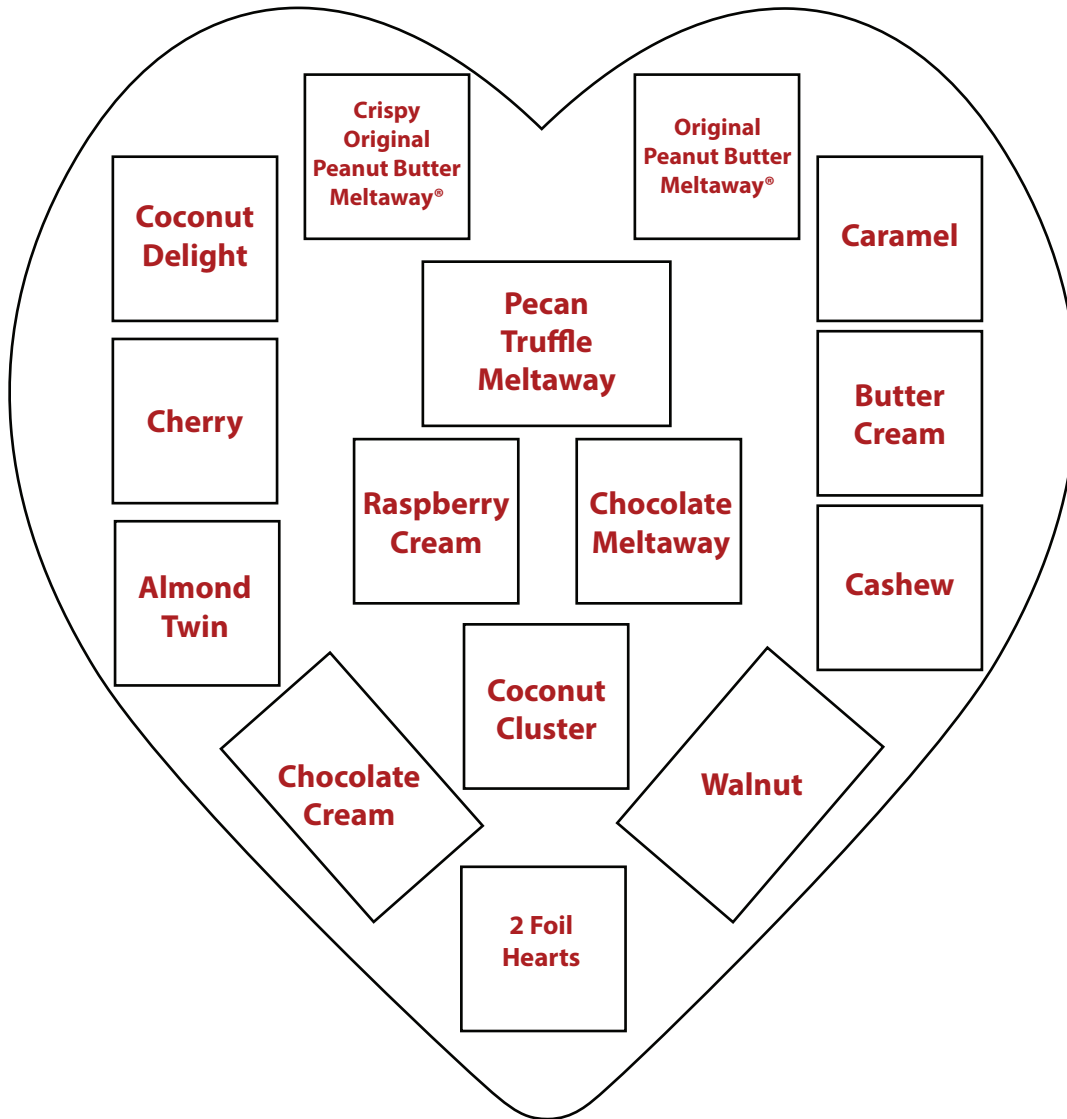 Crispy
Original
Peanut Butter
Meltaway®
Original
Peanut Butter
Meltaway®
Coconut
Delight
Caramel
Pecan
Truffle
Meltaway
Cherry
Butter
Cream
Raspberry
Cream
Chocolate
Meltaway
Almond
Twin
Cashew
Coconut
Cluster
Chocolate
Cream
Walnut
2 Foil
Hearts